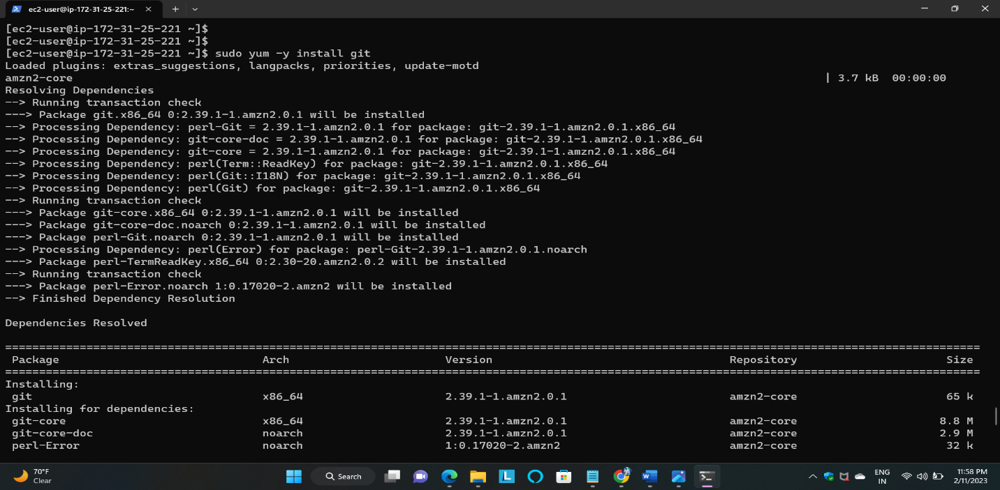 ec2-user@ip-172-31-25-221:~
[ec2-user@ip-172-31-25-221 ~]$
[ec2-user@ip-172-31-25-221 ~]$
[ec2-user@ip-172-31-25-221 ~]$ sudo yum -y install git
Loaded plugins: extras_suggestions, langpacks, priorities, update-motd
amzn2-core | 3.7 kB 00:00:00
Resolving Dependencies
--> Running transaction check
---> Package git.x86_64 0:2.39.1-1.amzn2.0.1 will be installed
--> Processing Dependency: perl-Git = 2.39.1-1.amzn2.0.1 for package: git-2.39.1-1.amzn2.0.1.x86_64
--> Processing Dependency: git-core-doc = 2.39.1-1.amzn2.0.1 for package: git-2.39.1-1.amzn2.0.1.x86_64
--> Processing Dependency: git-core = 2.39.1-1.amzn2.0.1 for package: git-2.39.1-1.amzn2.0.1.x86_64
--> Processing Dependency: perl(Term::ReadKey) for package: git-2.39.1-1.amzn2.0.1.x86_64
--> Processing Dependency: perl(Git::I18N) for package: git-2.39.1-1.amzn2.0.1.x86_64
--> Processing Dependency: perl(Git) for package: git-2.39.1-1.amzn2.0.1.x86_64
--> Running transaction check
---> Package git-core.x86_64 0:2.39.1-1.amzn2.0.1 will be installed
---> Package git-core-doc.noarch 0:2.39.1-1.amzn2.0.1 will be installed
---> Package perl-Git.noarch 0:2.39.1-1.amzn2.0.1 will be installed
--> Processing Dependency: perl(Error) for package: perl-Git-2.39.1-1.amzn2.0.1.noarch
---> Package perl-TermReadKey.x86_64 0:2.30-20.amzn2.0.2 will be installed
--> Running transaction check
---> Package perl-Error.noarch 1:0.17020-2.amzn2 will be installed
--> Finished Dependency Resolution
Dependencies Resolved
Package Arch Version Repository Size
Installing:
git x86_64 2.39.1-1.amzn2.0.1 amzn2-core 65 k
Installing for dependencies:
git-core x86_64 2.39.1-1.amzn2.0.1 amzn2-core 8.8 M
git-core-doc noarch 2.39.1-1.amzn2.0.1 amzn2-core 2.9 M
perl-Error noarch 1:0.17020-2.amzn2 amzn2-core 32 k
70°F
Clear
Search
ENG
IN
11:58 PM
2/11/2023